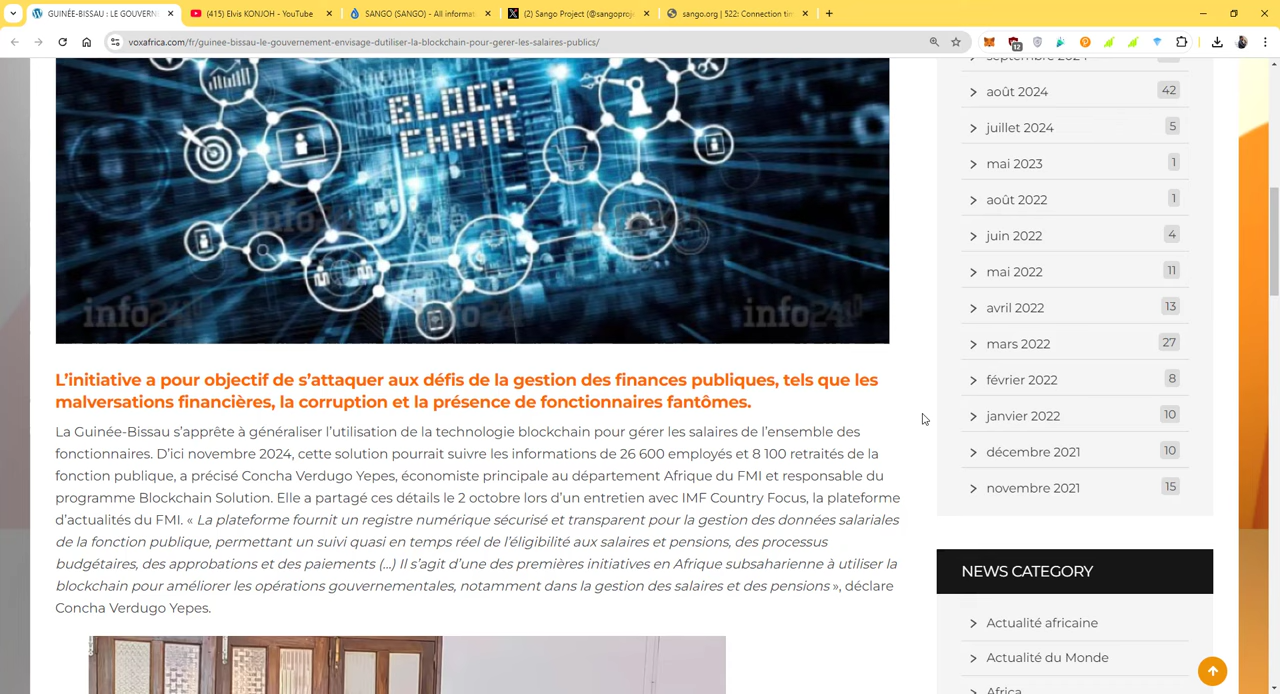 GUINÉE-BISSAU : LE GOUVERN
(415) Elvis KONJOH - YouTube
SANGO (SANGO) - All informat
(2) Sango Project (@sangoproje
sango.org | 522: Connection tim
voxafrica.com/fr/guinee-bissau-le-gouvernement-envisage-dutiliser-la-blockchain-pour-gerer-les-salaires-publics/
12
BLOCK
CHAIN
info241
info241
L’initiative a pour objectif de s’attaquer aux défis de la gestion des finances publiques, tels que les
malversations financières, la corruption et la présence de fonctionnaires fantômes.
La Guinée-Bissau s’apprête à généraliser l’utilisation de la technologie blockchain pour gérer les salaires de l’ensemble des
fonctionnaires. D’ici novembre 2024, cette solution pourrait suivre les informations de 26 600 employés et 8 100 retraités de la
fonction publique, a précisé Concha Verdugo Yepes, économiste principale au département Afrique du FMI et responsable du
programme Blockchain Solution. Elle a partagé ces détails le 2 octobre lors d’un entretien avec IMF Country Focus, la plateforme
d’actualités du FMI. « La plateforme fournit un registre numérique sécurisé et transparent pour la gestion des données salariales
de la fonction publique, permettant un suivi quasi en temps réel de l’éligibilité aux salaires et pensions, des processus
budgétaires, des approbations et des paiements (…) Il s’agit d’une des premières initiatives en Afrique subsaharienne à utiliser la
blockchain pour améliorer les opérations gouvernementales, notamment dans la gestion des salaires et des pensions », déclare
Concha Verdugo Yepes.
septembre 2024
août 2024 42
juillet 2024 5
mai 2023 1
août 2022 1
juin 2022 4
mai 2022 11
avril 2022 13
mars 2022 27
février 2022 8
janvier 2022 10
décembre 2021 10
novembre 2021 15
NEWS CATEGORY
Actualité africaine
Actualité du Monde
Africa